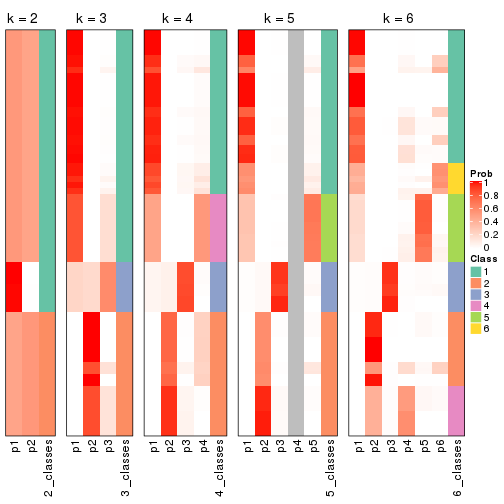 k = 2
k = 3
k = 4
k = 5
k = 6
Prob
1
0.8
0.6
0.4
0.2
0
Class
1
2
3
4
5
6
p1
p2
2_classes
p1
p2
p3
3_classes
p1
p2
p3
p4
4_classes
p1
p2
p3
p4
p5
5_classes
p1
p2
p3
p4
p5
p6
6_classes